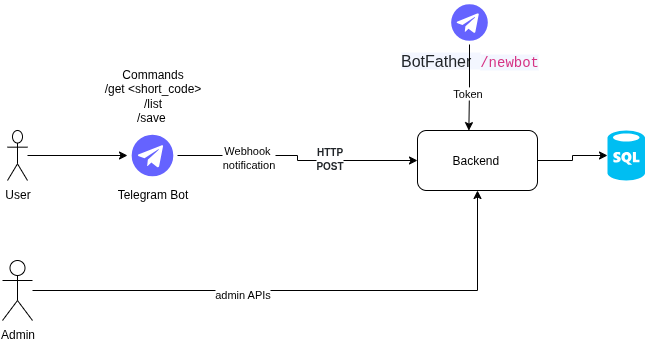 BotFather /newbot
Token
Commands
/get <short_code>
/list
/save
Webhook
notification
HTTP
POST
Backend
SQL
User
Telegram Bot
admin APIs
Admin